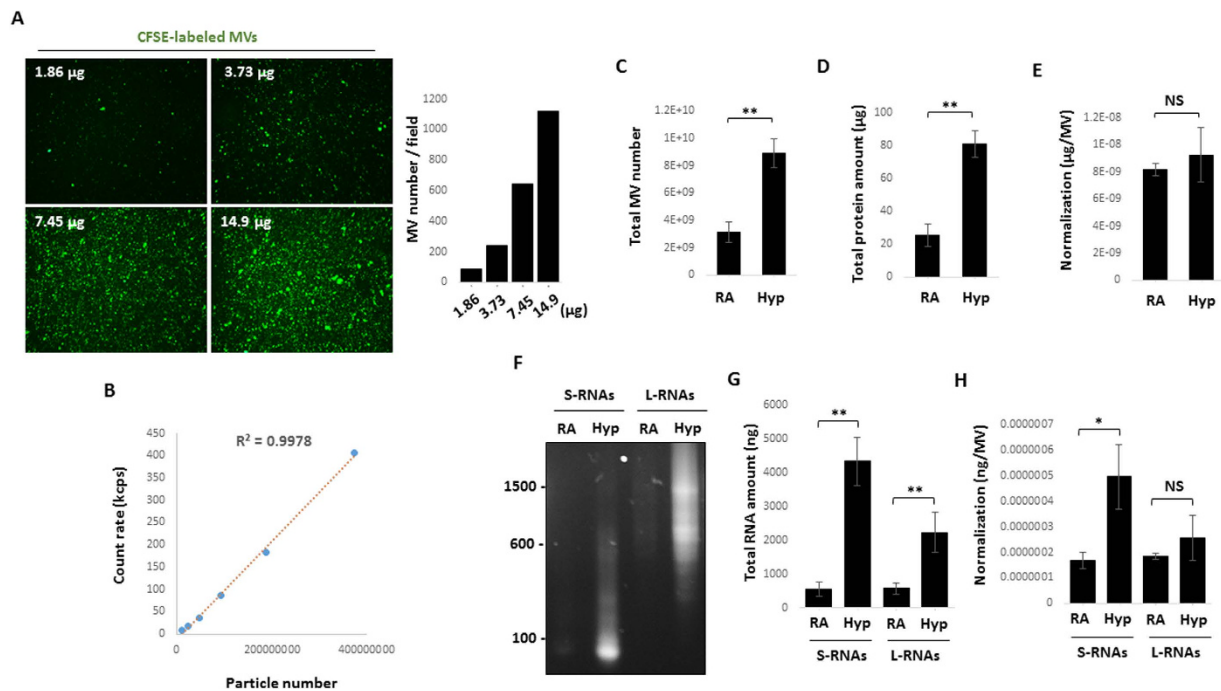 A
CFSE-labeled MVs
1.86 µg
3.73 µg
7.45 µg
14.9 µg
MV number / field
1200
1000
800
600
400
200
0
1.86
3.73
7.45
14.9
(µg)
C
Total MV number
1.2E+10
1E+10
8E+09
6E+09
4E+09
2E+09
0
**
RA
Hyp
D
Total protein amount (µg)
100
80
60
40
20
0
**
RA
Hyp
E
Normalization (µg/MV)
1.2E-08
1E-08
8E-09
6E-09
4E-09
2E-09
0
NS
RA
Hyp
B
Count rate (kcps)
450
400
350
300
250
200
150
100
50
0
R² = 0.9978
0
200000000
400000000
Particle number
F
S-RNAs L-RNAs
RA Hyp RA Hyp
1500 -
600 -
100 -
G
Total RNA amount (ng)
6000
5000
4000
3000
2000
1000
0
**
**
RA Hyp RA Hyp
S-RNAs L-RNAs
H
Normalization (ng/MV)
0.0000007
0.0000006
0.0000005
0.0000004
0.0000003
0.0000002
0.0000001
0
*
NS
RA Hyp RA Hyp
S-RNAs L-RNAs